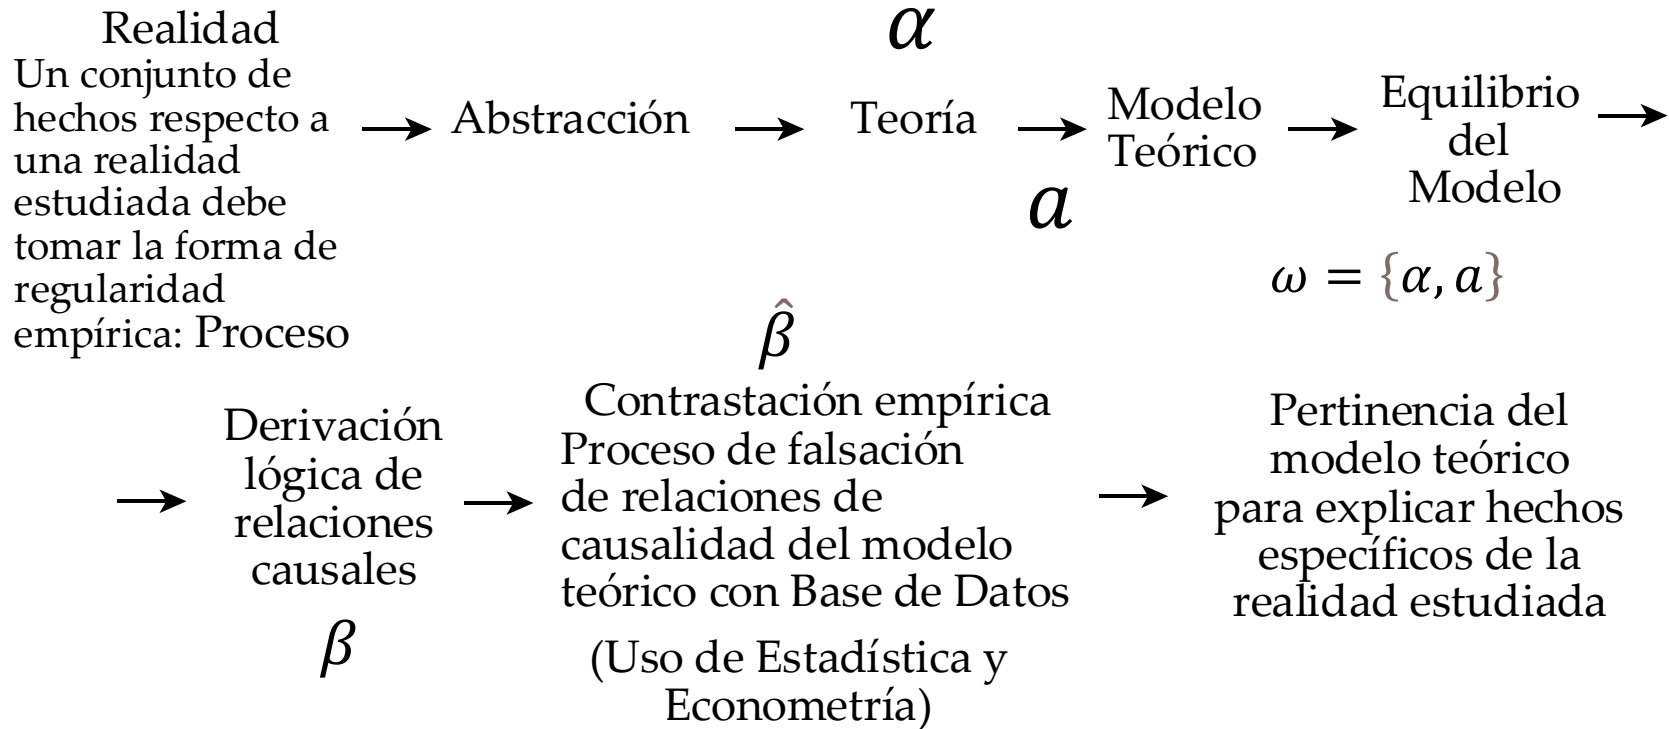 Realidad
Un conjunto de
hechos respecto a
una realidad
estudiada debe
tomar la forma de
regularidad
empírica: Proceso
Abstracción
α
Teoría
a
Modelo
Teórico
Equilibrio
del
Modelo
ω = {α, a}
Derivación
lógica de
relaciones
causales
β
β̂
Contrastación empírica
Proceso de falsación
de relaciones de
causalidad del modelo
teórico con Base de Datos
(Uso de Estadística y
Econometría)
Pertinencia del
modelo teórico
para explicar hechos
específicos de la
realidad estudiada